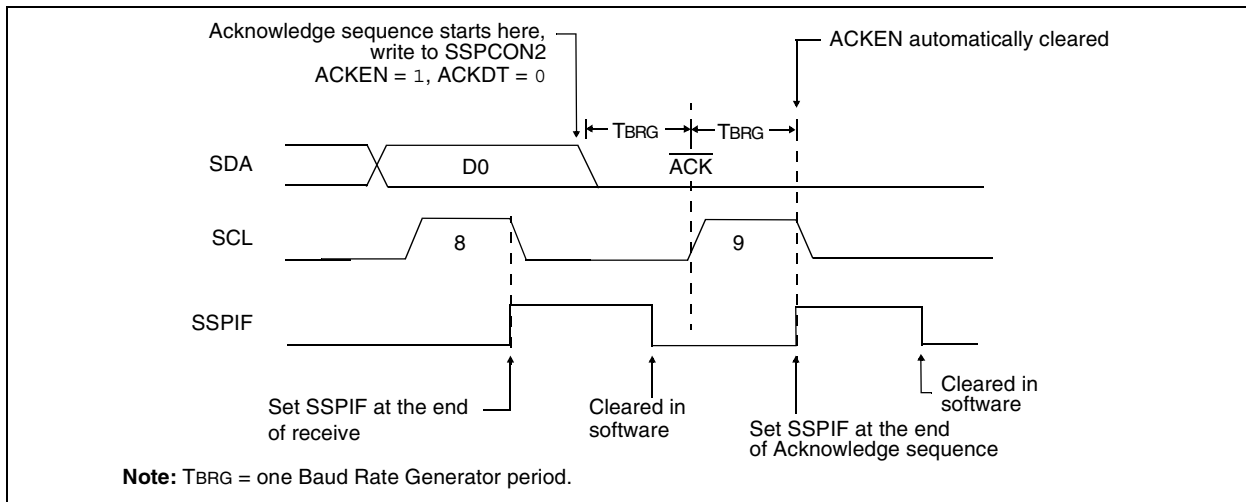 Acknowledge sequence starts here,
write to SSPCON2
ACKEN = 1, ACKDT = 0
ACKEN automatically cleared
TBRG
TBRG
SDA
D0
ACK
SCL
8
9
SSPIF
Set SSPIF at the end
of receive
Cleared in
software
Set SSPIF at the end
of Acknowledge sequence
Cleared in
software
Note: TBRG = one Baud Rate Generator period.